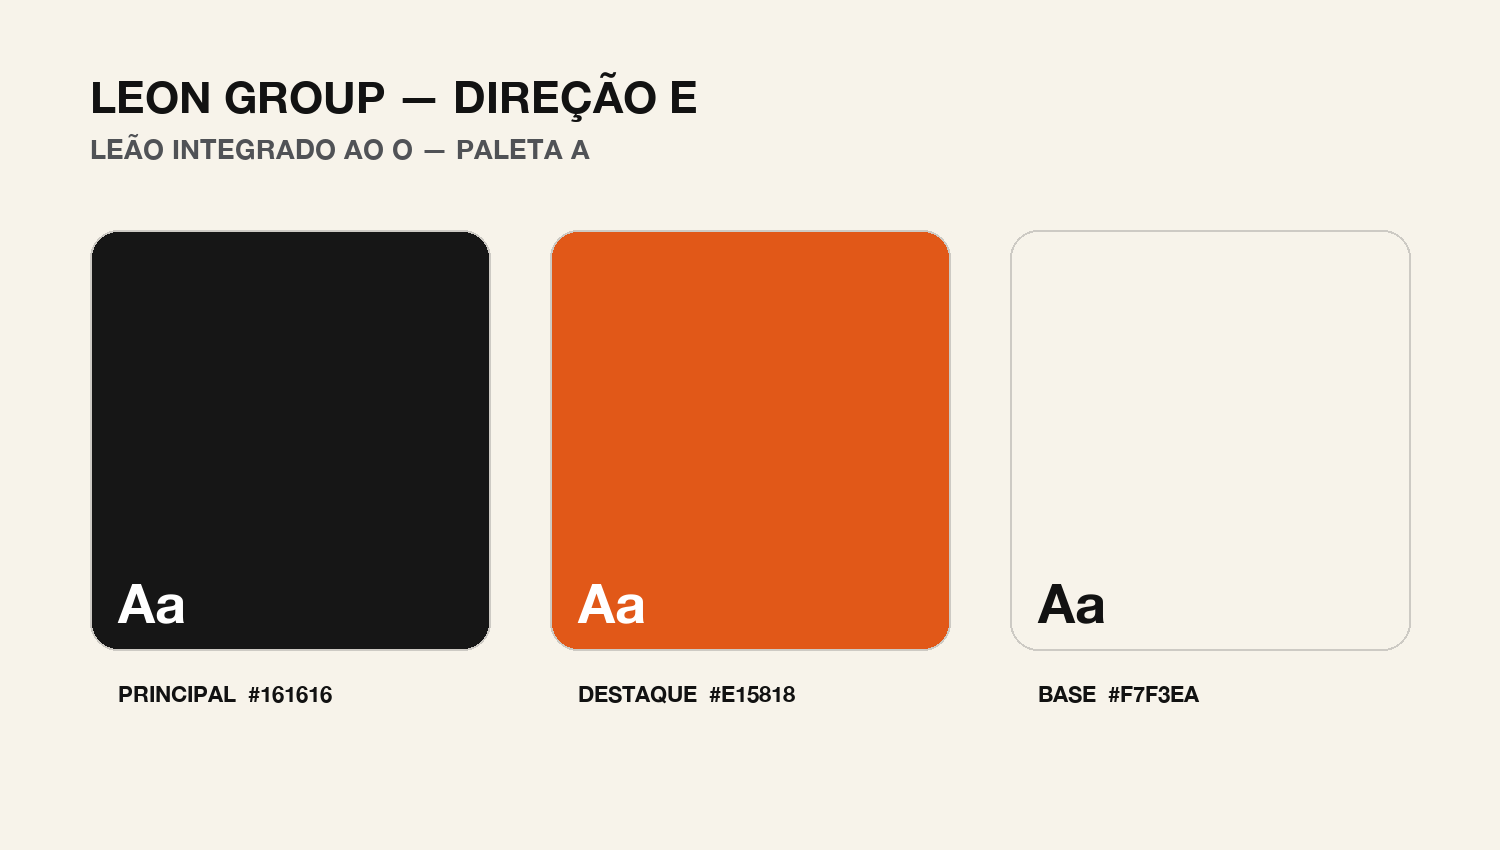 LEON GROUP — DIREÇÃO E
LEÃO INTEGRADO AO O — PALETA A
Aa
Aa
Aa
PRINCIPAL #161616
DESTAQUE #E15818
BASE #F7F3EA